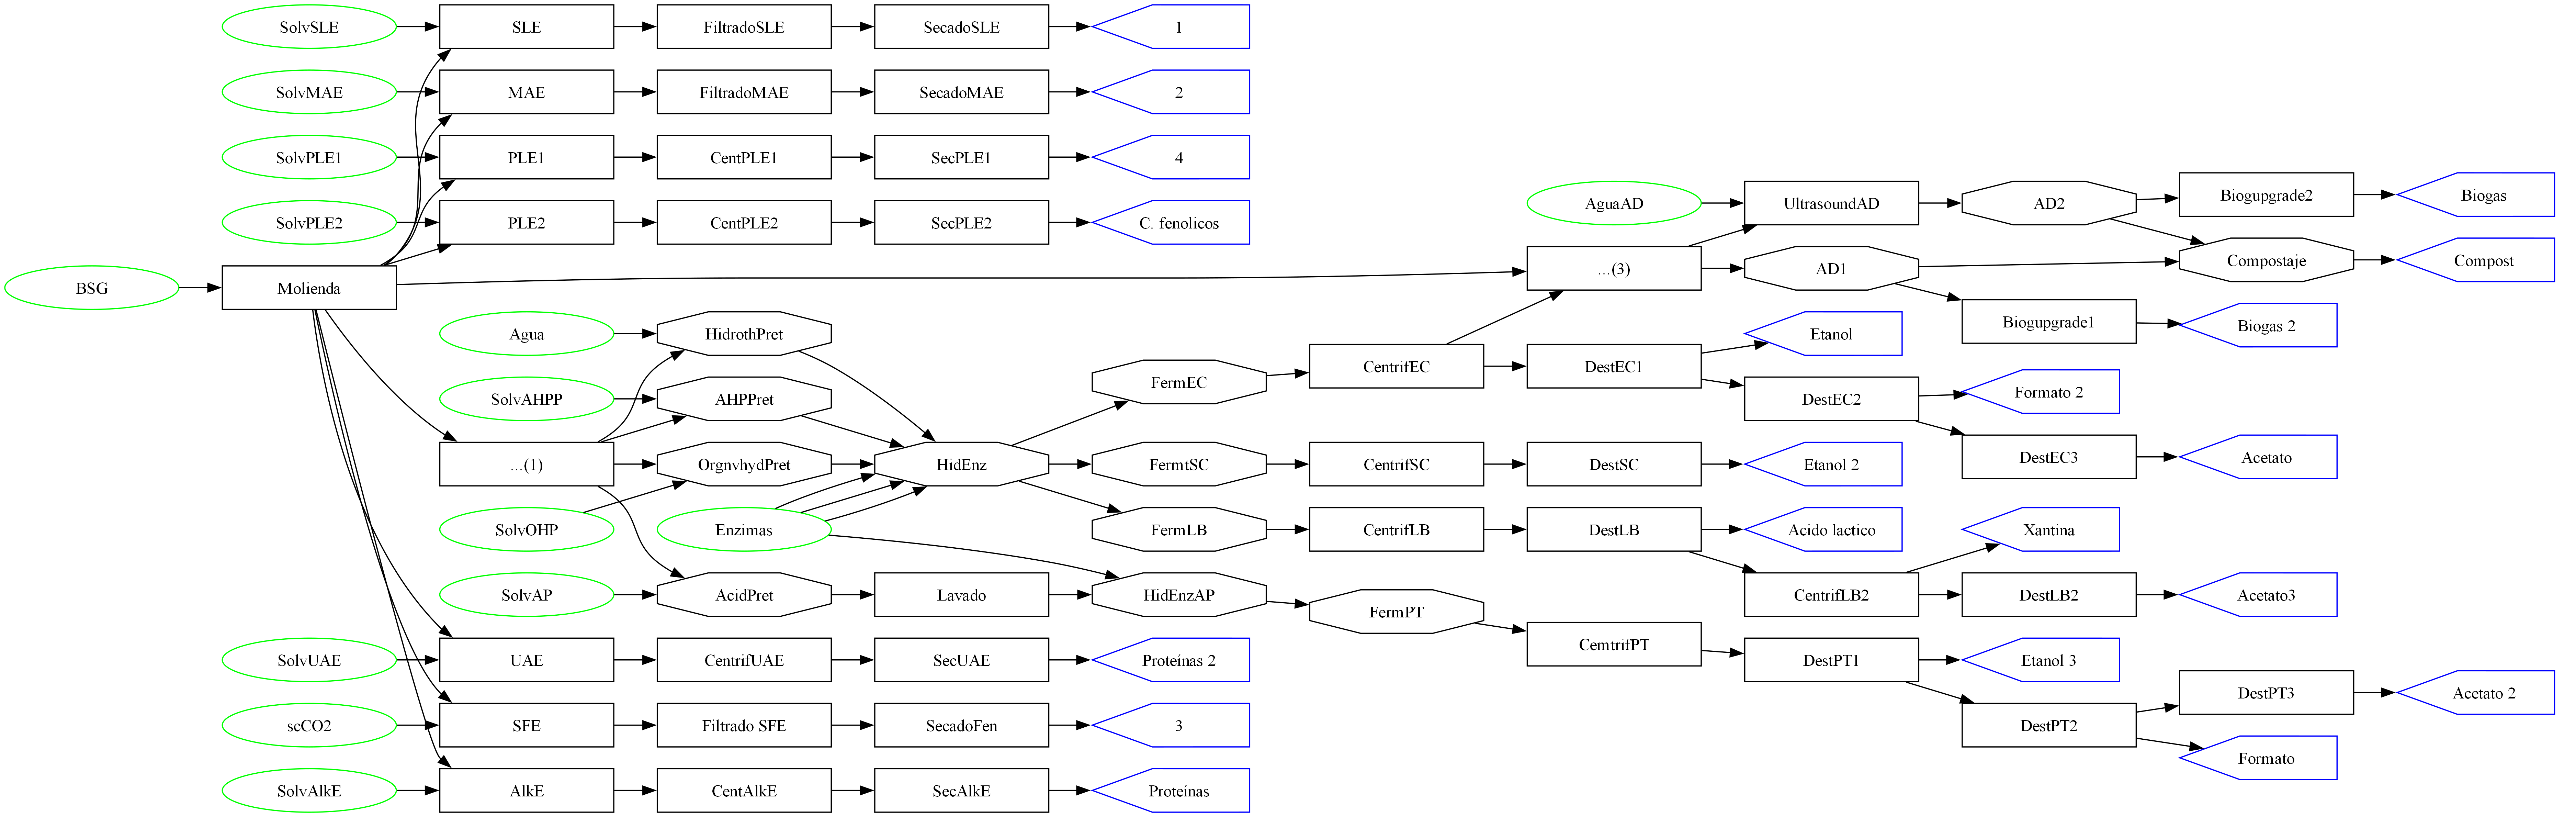 SolvSLE
SLE
FiltradoSLE
SecadoSLE
1
SolvMAE
MAE
FiltradoMAE
SecadoMAE
2
SolvPLE1
PLE1
CentPLE1
SecPLE1
4
SolvPLE2
PLE2
CentPLE2
SecPLE2
C. fenolicos
AguaAD
UltrasoundAD
AD2
Biogupgrade2
Biogas
BSG
Molienda
...(3)
AD1
Compostaje
Compost
Agua
HidrothPret
Etanol
Biogupgrade1
Biogas 2
FermEC
CentrifEC
DestEC1
SolvAHPP
AHPPret
DestEC2
Formato 2
...(1)
OrgnvhydPret
HidEnz
FermtSC
CentrifSC
DestSC
Etanol 2
DestEC3
Acetato
SolvOHP
Enzimas
FermLB
CentrifLB
DestLB
Acido lactico
Xantina
SolvAP
AcidPret
Lavado
HidEnzAP
FermPT
CentrifLB2
DestLB2
Acetato3
SolvUAE
UAE
CentrifUAE
SecUAE
Proteínas 2
CemtrifPT
DestPT1
Etanol 3
scCO2
SFE
Filtrado SFE
SecadoFen
3
DestPT2
DestPT3
Acetato 2
Formato
SolvAlkE
AlkE
CentAlkE
SecAlkE
Proteínas